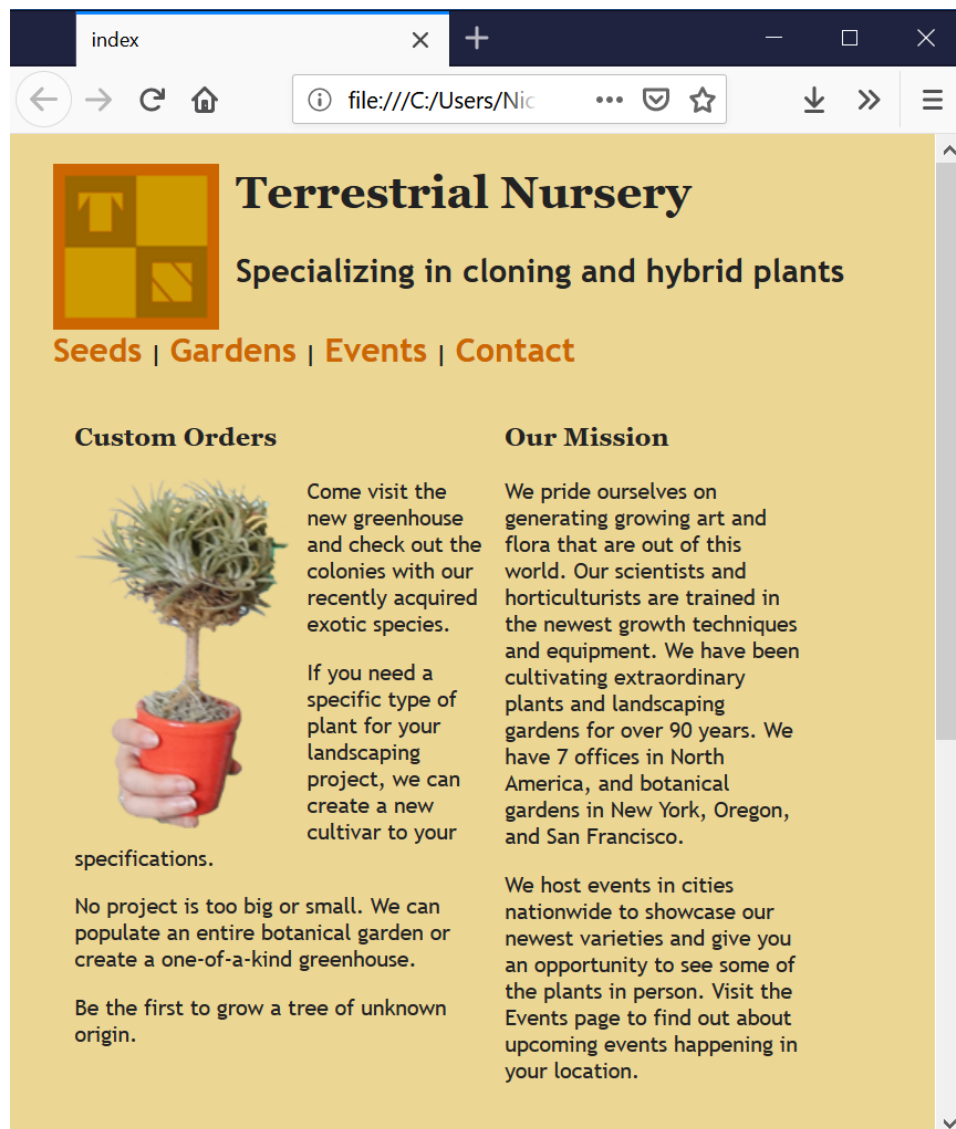 index
file:///C:/Users/Nic
T
N
Terrestrial Nursery
Specializing in cloning and hybrid plants
Seeds | Gardens | Events | Contact
Custom Orders
Come visit the
new greenhouse
and check out the
colonies with our
recently acquired
exotic species.
If you need a
specific type of
plant for your
landscaping
project, we can
create a new
cultivar to your
specifications.
No project is too big or small. We can
populate an entire botanical garden or
create a one-of-a-kind greenhouse.
Be the first to grow a tree of unknown
origin.
Our Mission
We pride ourselves on
generating growing art and
flora that are out of this
world. Our scientists and
horticulturists are trained in
the newest growth techniques
and equipment. We have been
cultivating extraordinary
plants and landscaping
gardens for over 90 years. We
have 7 offices in North
America, and botanical
gardens in New York, Oregon,
and San Francisco.
We host events in cities
nationwide to showcase our
newest varieties and give you
an opportunity to see some of
the plants in person. Visit the
Events page to find out about
upcoming events happening in
your location.